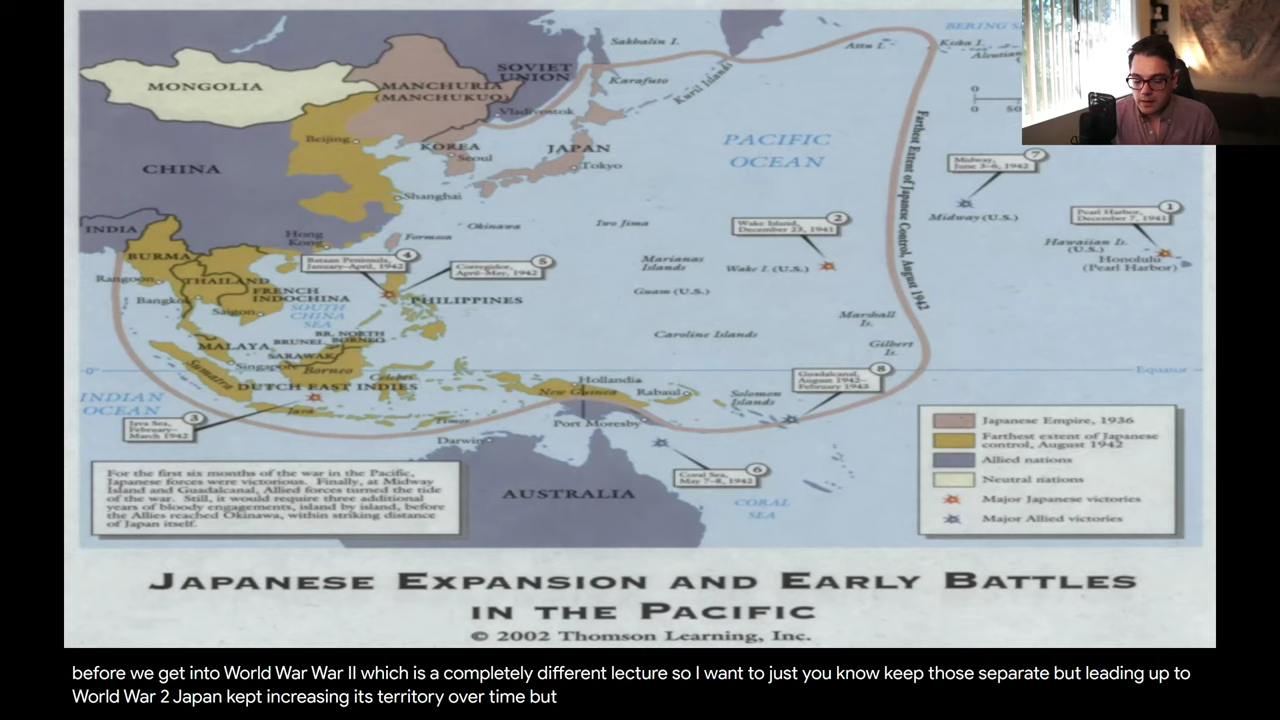 BERING S
Sakhalin I.
Attu I.
Kiska I.
Aleutian
SOVIET
UNION
Karafuto
Kuril Islands
MONGOLIA
MANCHURIA
(MANCHUKUO)
0
50
Vladivostok
Beijing
KOREA
Seoul
JAPAN
Tokyo
PACIFIC
OCEAN
Farthest Extent of Japanese Control, August 1942
7
Midway,
June 3-6, 1942
Midway (U.S.)
CHINA
Shanghai
1
Pearl Harbor,
December 7, 1941
Hawaiian Is.
(U.S.)
Honolulu
(Pearl Harbor)
INDIA
Okinawa
Iwo Jima
2
Wake Island,
December 23, 1941
Wake I. (U.S.)
Hong
Kong
Formosa
BURMA
4
Bataan Peninsula,
January-April, 1942
5
Corregidor,
April-May, 1942
Marianas
Islands
Guam (U.S.)
Rangoon
THAILAND
FRENCH
INDOCHINA
Bangkok
Saigon
SOUTH
CHINA
SEA
PHILIPPINES
Marshall
Is.
BR. NORTH
BORNEO
BRUNEI
MALAYA
SARAWAK
Caroline Islands
Gilbert
Is.
Singapore
Borneo
Sumatra
Celebes
DUTCH EAST INDIES
0°
Equator
INDIAN
OCEAN
Java
Timor
Hollandia
New Guinea
Rabaul
Solomon
Islands
8
Guadalcanal,
August 1942-
February 1943
3
Java Sea,
February-
March 1942
Darwin
Port Moresby
6
Coral Sea,
May 7-8, 1942
CORAL
SEA
AUSTRALIA
Japanese Empire, 1936
Farthest extent of Japanese
control, August 1942
Allied nations
Neutral nations
Major Japanese victories
Major Allied victories
For the first six months of the war in the Pacific,
Japanese forces were victorious. Finally, at Midway
Island and Guadalcanal, Allied forces turned the tide
of the war. Still, it would require three additional
years of bloody engagements, island by island, before
the Allies reached Okinawa, within striking distance
of Japan itself.
JAPANESE EXPANSION AND EARLY BATTLES
IN THE PACIFIC
© 2002 Thomson Learning, Inc.
before we get into World War War II which is a completely different lecture so I want to just you know keep those separate but leading up to
World War 2 Japan kept increasing its territory over time but